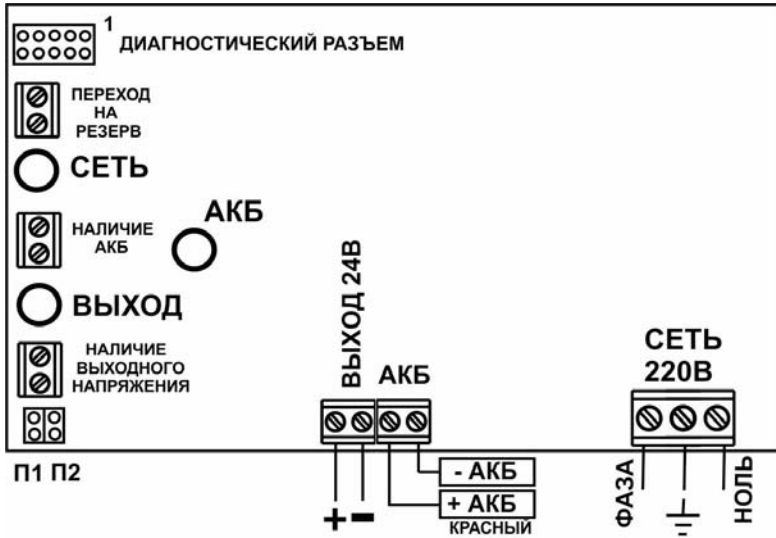 1
ДИАГНОСТИЧЕСКИЙ РАЗЪЕМ
ПЕРЕХОД
НА
РЕЗЕРВ
СЕТЬ
АКБ
НАЛИЧИЕ
АКБ
ВЫХОД
НАЛИЧИЕ
ВЫХОДНОГО
НАПРЯЖЕНИЯ
П1 П2
ВЫХОД 24В
АКБ
+ −
- АКБ
+ АКБ
КРАСНЫЙ
СЕТЬ
220В
ФАЗА
НОЛЬ